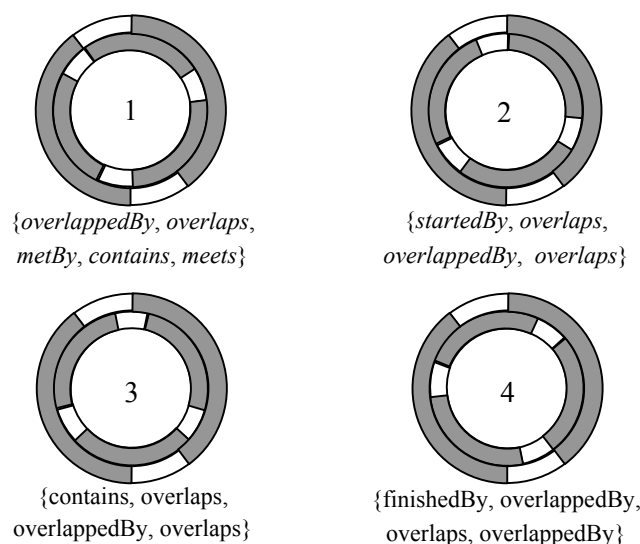 1
{overlappedBy, overlaps,
metBy, contains, meets}
2
{startedBy, overlaps,
overlappedBy, overlaps}
3
{contains, overlaps,
overlappedBy, overlaps}
4
{finishedBy, overlappedBy,
overlaps, overlappedBy}